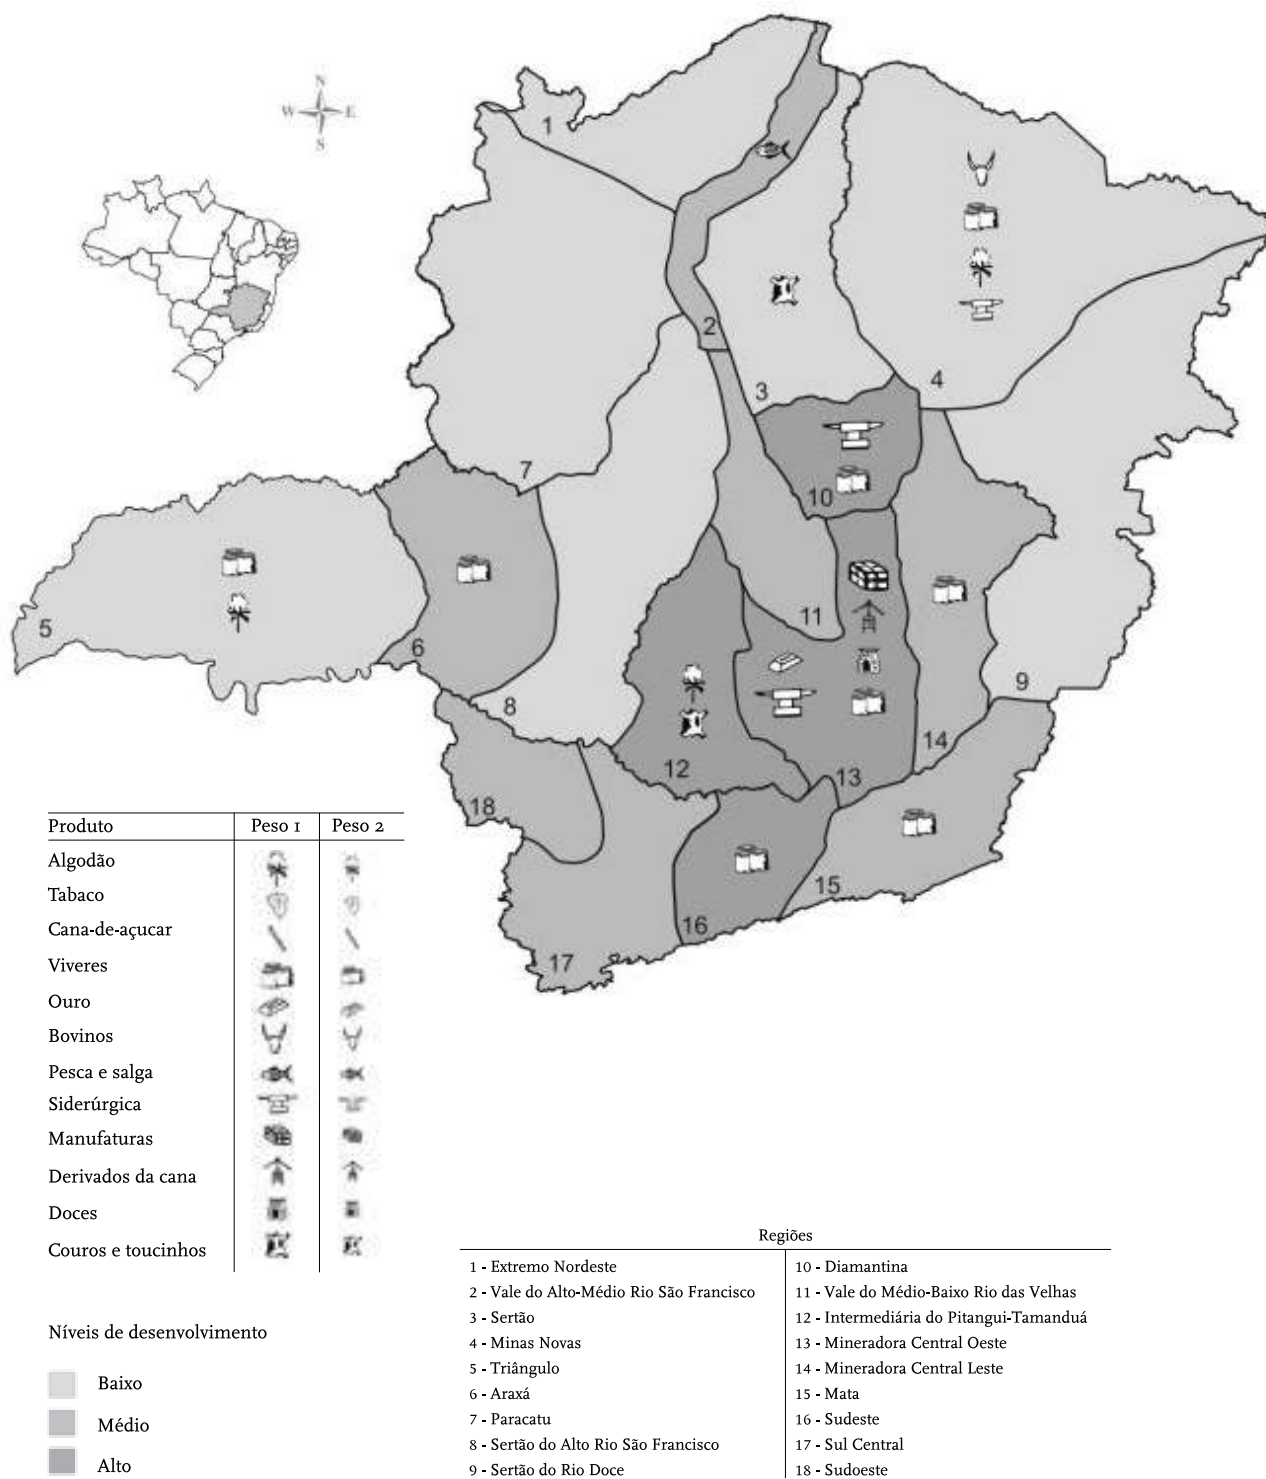 N
W E
S
1
2
3
4
5
6
7
8
9
10
11
12
13
14
15
16
17
18
Produto Peso 1 Peso 2
Algodão
Tabaco
Cana-de-açucar
Viveres
Ouro
Bovinos
Pesca e salga
Siderúrgica
Manufaturas
Derivados da cana
Doces
Couros e toucinhos
Níveis de desenvolvimento
Baixo
Médio
Alto
Regiões
1 - Extremo Nordeste
2 - Vale do Alto-Médio Rio São Francisco
3 - Sertão
4 - Minas Novas
5 - Triângulo
6 - Araxá
7 - Paracatu
8 - Sertão do Alto Rio São Francisco
9 - Sertão do Rio Doce
10 - Diamantina
11 - Vale do Médio-Baixo Rio das Velhas
12 - Intermediária do Pitangui-Tamanduá
13 - Mineradora Central Oeste
14 - Mineradora Central Leste
15 - Mata
16 - Sudeste
17 - Sul Central
18 - Sudoeste